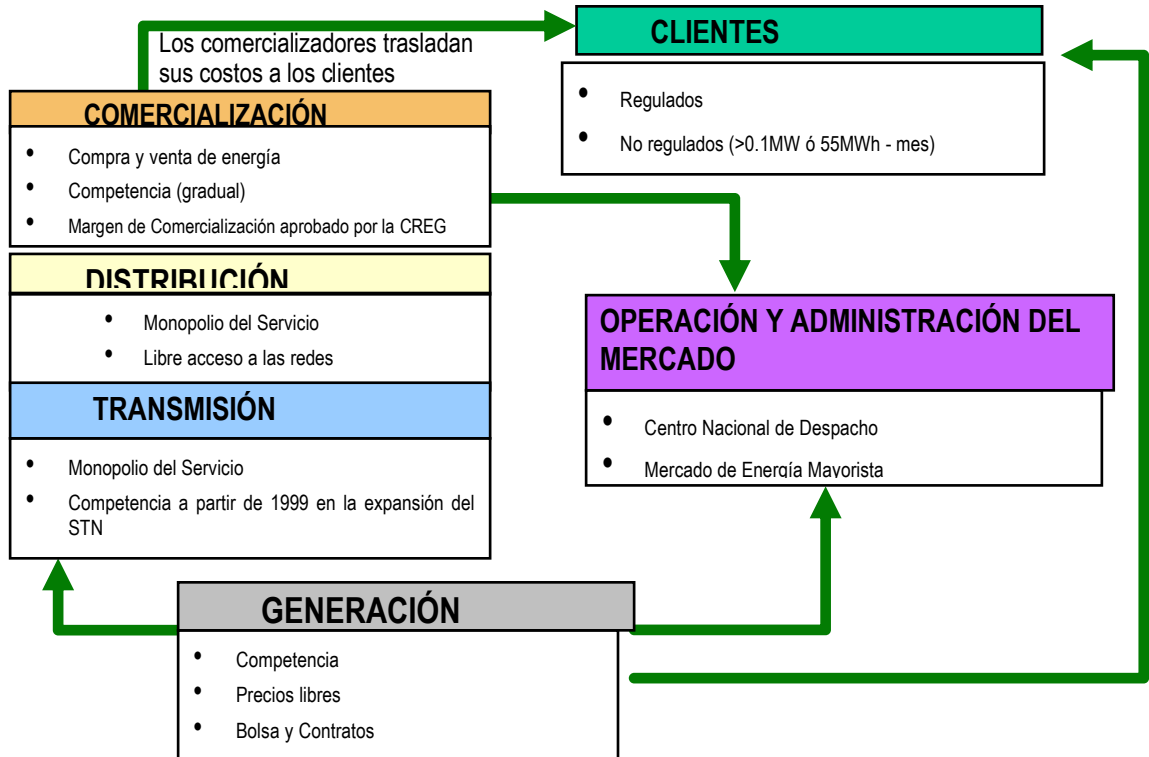 Los comercializadores trasladan
sus costos a los clientes
CLIENTES
• Regulados
• No regulados (>0.1MW ó 55MWh - mes)
COMERCIALIZACIÓN
• Compra y venta de energía
• Competencia (gradual)
• Margen de Comercialización aprobado por la CREG
DISTRIBUCIÓN
• Monopolio del Servicio
• Libre acceso a las redes
TRANSMISIÓN
• Monopolio del Servicio
• Competencia a partir de 1999 en la expansión del
STN
OPERACIÓN Y ADMINISTRACIÓN DEL
MERCADO
• Centro Nacional de Despacho
• Mercado de Energía Mayorista
GENERACIÓN
• Competencia
• Precios libres
• Bolsa y Contratos